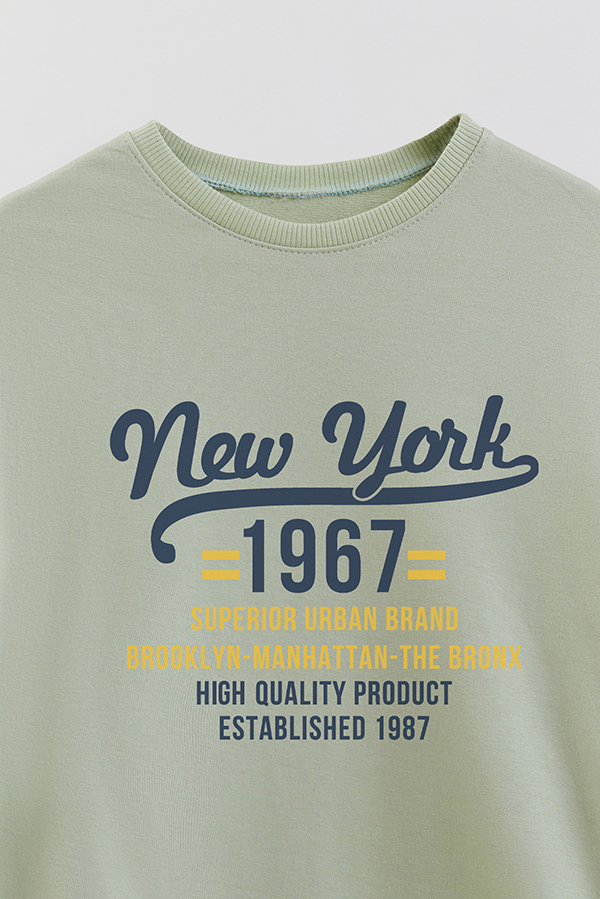 New York
=1967=
SUPERIOR URBAN BRAND
BROOKLYN-MANHATTAN-THE BRONX
HIGH QUALITY PRODUCT
ESTABLISHED 1987